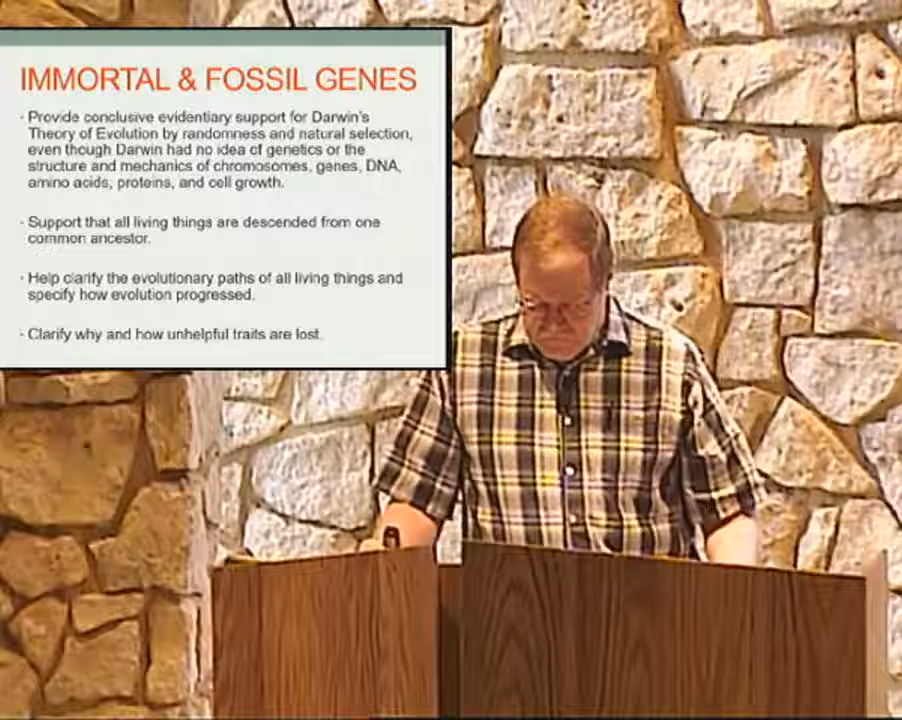 IMMORTAL & FOSSIL GENES
· Provide conclusive evidentiary support for Darwin's
Theory of Evolution by randomness and natural selection,
even though Darwin had no idea of genetics or the
structure and mechanics of chromosomes, genes, DNA,
amino acids, proteins, and cell growth.
· Support that all living things are descended from one
common ancestor.
· Help clarify the evolutionary paths of all living things and
specify how evolution progressed.
· Clarify why and how unhelpful traits are lost.